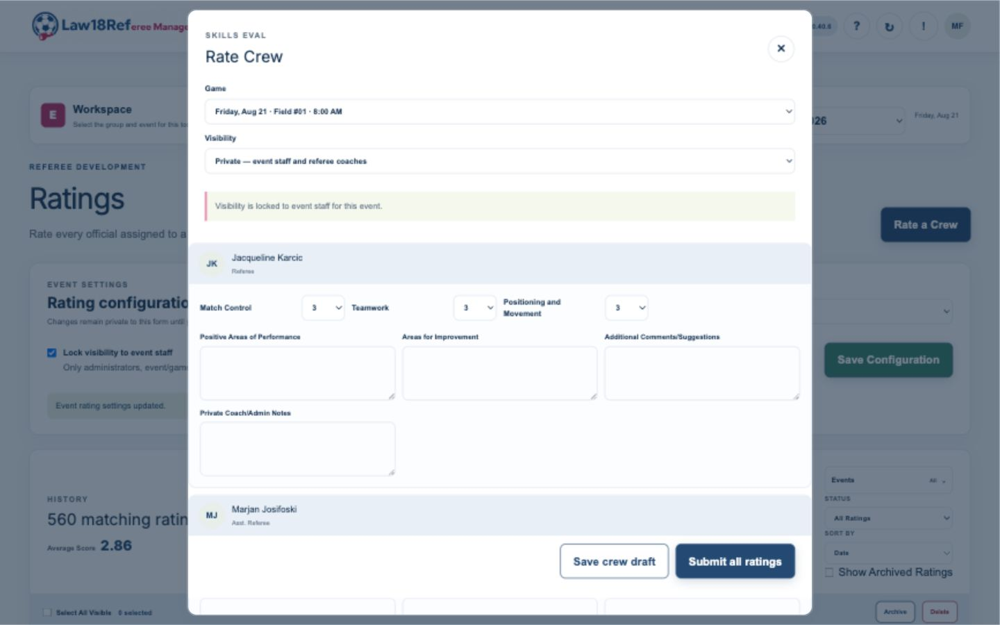 Law18Referee Manage
0.40.6
?
↻
!
MF
E
Workspace
Select the group and event for this to
026
Friday, Aug 21
REFEREE DEVELOPMENT
Ratings
Rate every official assigned to a
Rate a Crew
EVENT SETTINGS
Rating configuratio
Changes remain private to this form until
Lock visibility to event staff
Only administrators, event/gam
Event rating settings updated.
Save Configuration
HISTORY
560 matching ratin
Average Score 2.86
Events
All
STATUS
All Ratings
SORT BY
Date
Show Archived Ratings
Select All Visible 0 selected
Archive
Delete
SKILLS EVAL
Rate Crew
×
Game
Friday, Aug 21 · Field #01 · 8:00 AM
Visibility
Private — event staff and referee coaches
Visibility is locked to event staff for this event.
JK
Jacqueline Karcic
Referee
Match Control
3
Teamwork
3
Positioning and
Movement
3
Positive Areas of Performance
Areas for Improvement
Additional Comments/Suggestions
Private Coach/Admin Notes
MJ
Marjan Josifoski
Asst. Referee
Save crew draft
Submit all ratings